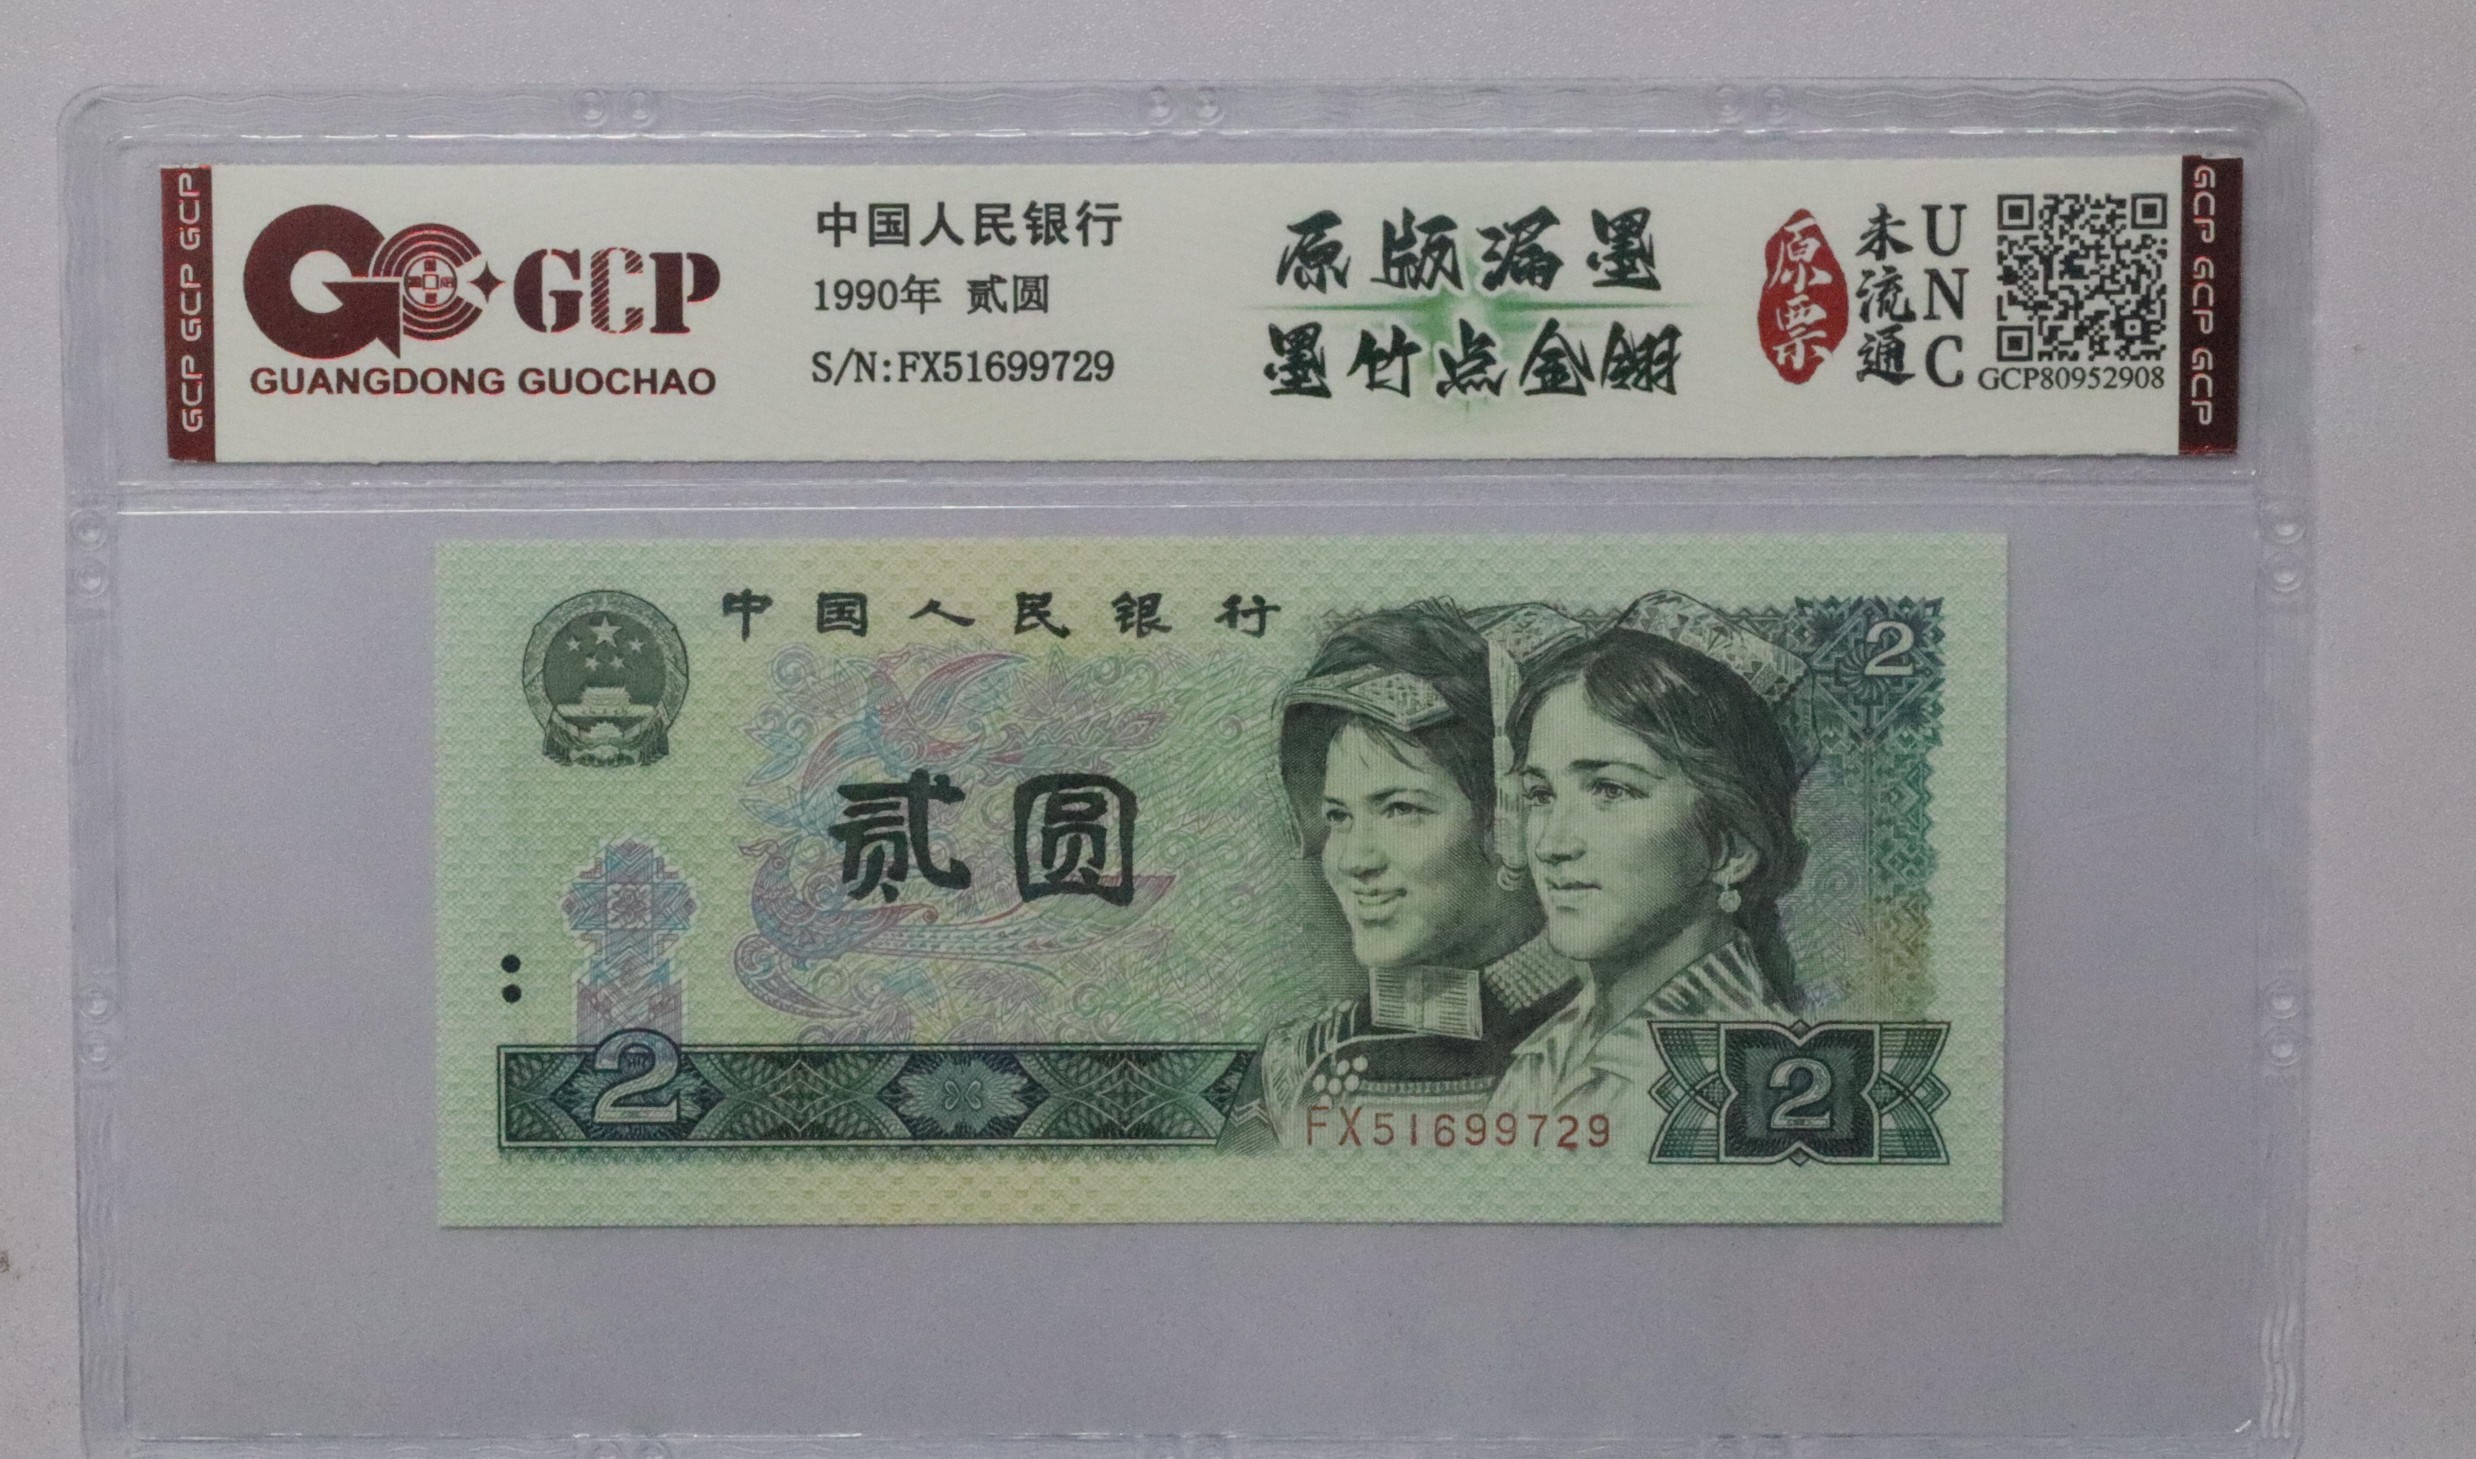 GCP GCP GCP
GCP
GUANGDONG GUOCHAO
中国人民银行
1990年 贰圆
S/N:FX51699729
原版漏墨
墨竹点金翎
原票
未流通
UNC
GCP80952908
GCP GCP GCP
中国人民银行
2
贰圆
2
FX51699729
2